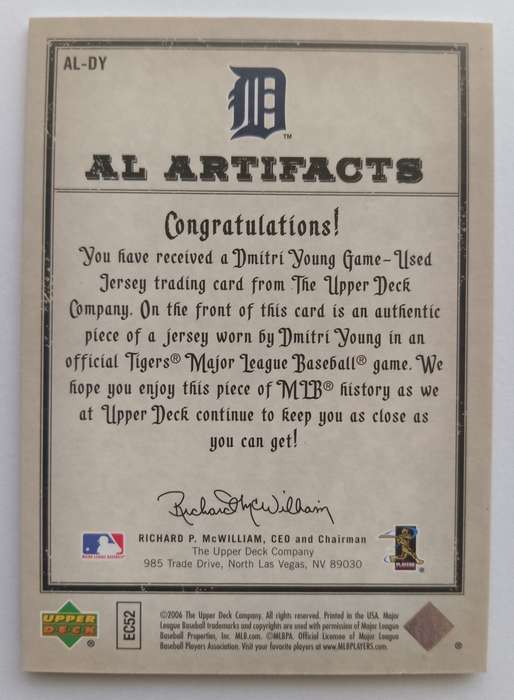 AL-DY
D
TM
AL ARTIFACTS
Congratulations!
You have received a Dmitri Young Game-Used
Jersey trading card from The Upper Deck
Company. On the front of this card is an authentic
piece of a jersey worn by Dmitri Young in an
official Tigers® Major League Baseball® game. We
hope you enjoy this piece of MLB® history as we
at Upper Deck continue to keep you as close as
you can get!
Richard McWilliam
RICHARD P. McWILLIAM, CEO and Chairman
The Upper Deck Company
985 Trade Drive, North Las Vegas, NV 89030
MAJOR LEAGUE BASEBALL
PLAYERS
UPPER
DECK
®
EC52
©2006 The Upper Deck Company. All rights reserved. Printed in the USA. Major
League Baseball trademarks and copyrights are used with permission of Major League
Baseball Properties, Inc. MLB.com. ©MLBPA. Official Licensee of Major League
Baseball Players Association. Visit your favorite players at www.MLBPLAYERS.com.
®